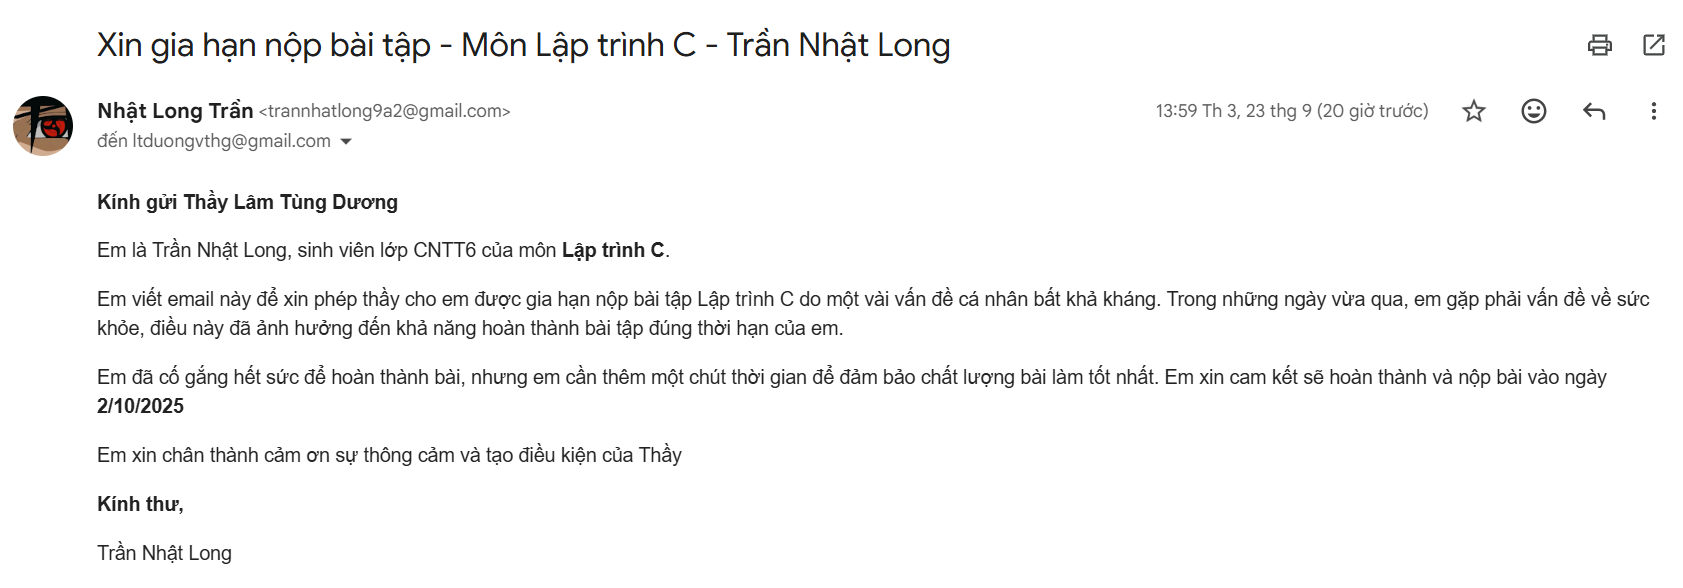 Xin gia hạn nộp bài tập - Môn Lập trình C - Trần Nhật Long
Nhật Long Trần <trannhatlong9a2@gmail.com>
13:59 Th 3, 23 thg 9 (20 giờ trước)
đến ltduongvthg@gmail.com
Kính gửi Thầy Lâm Tùng Dương
Em là Trần Nhật Long, sinh viên lớp CNTT6 của môn Lập trình C.
Em viết email này để xin phép thầy cho em được gia hạn nộp bài tập Lập trình C do một vài vấn đề cá nhân bất khả kháng. Trong những ngày vừa qua, em gặp phải vấn đề về sức
khỏe, điều này đã ảnh hưởng đến khả năng hoàn thành bài tập đúng thời hạn của em.
Em đã cố gắng hết sức để hoàn thành bài, nhưng em cần thêm một chút thời gian để đảm bảo chất lượng bài làm tốt nhất. Em xin cam kết sẽ hoàn thành và nộp bài vào ngày
2/10/2025
Em xin chân thành cảm ơn sự thông cảm và tạo điều kiện của Thầy
Kính thư,
Trần Nhật Long